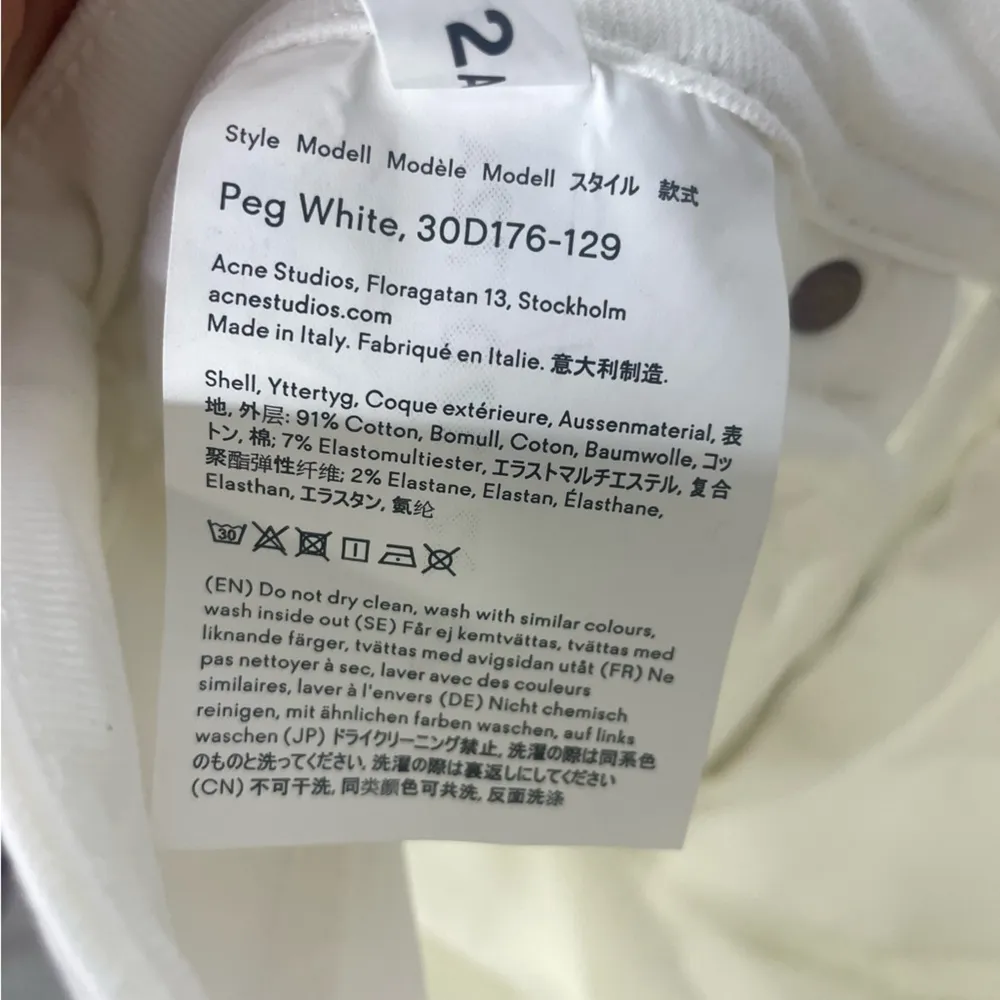 2
A
Style Modell Modèle Modell スタイル 款式
Peg White, 30D176-129
Acne Studios, Floragatan 13, Stockholm
acnestudios.com
Made in Italy. Fabriqué en Italie. 意大利制造.
Shell, Yttertyg, Coque extérieure, Aussenmaterial, 表
地, 外层: 91% Cotton, Bomull, Coton, Baumwolle, コッ
トン, 棉; 7% Elastomultiester, エラストマルチエステル, 复合
聚酯弹性纤维; 2% Elastane, Elastan, Élasthane,
Elasthan, エラスタン, 氨纶
30
(EN) Do not dry clean, wash with similar colours,
wash inside out (SE) Får ej kemtvättas, tvättas med
liknande färger, tvättas med avigsidan utåt (FR) Ne
pas nettoyer à sec, laver avec des couleurs
similaires, laver à l'envers (DE) Nicht chemisch
reinigen, mit ähnlichen farben waschen, auf links
waschen (JP) ドライクリーニング禁止, 洗濯の際は同系色
のものと洗ってください, 洗濯の際は裏返しにしてください
(CN) 不可干洗, 同类颜色可共洗, 反面洗涤